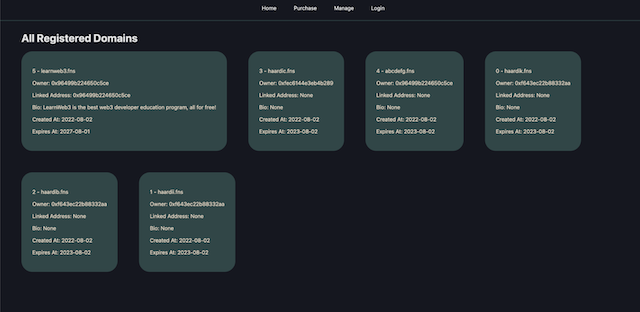 Home Purchase Manage Login
All Registered Domains
5 - learnweb3.fns
Owner: 0x96499b224650c5ce
Linked Address: 0x96499b224650c5ce
Bio: LearnWeb3 is the best web3 developer education program, all for free!
Created At: 2022-08-02
Expires At: 2027-08-01
3 - haardic.fns
Owner: 0xfec6144e3eb4b289
Linked Address: None
Bio: None
Created At: 2022-08-02
Expires At: 2023-08-02
4 - abcdefg.fns
Owner: 0x96499b224650c5ce
Linked Address: None
Bio: None
Created At: 2022-08-02
Expires At: 2023-08-02
0 - haardik.fns
Owner: 0xf643ec22b88332aa
Linked Address: None
Bio: None
Created At: 2022-08-02
Expires At: 2023-08-02
2 - haardib.fns
Owner: 0xf643ec22b88332aa
Linked Address: None
Bio: None
Created At: 2022-08-02
Expires At: 2023-08-02
1 - haardii.fns
Owner: 0xf643ec22b88332aa
Linked Address: None
Bio: None
Created At: 2022-08-02
Expires At: 2023-08-02